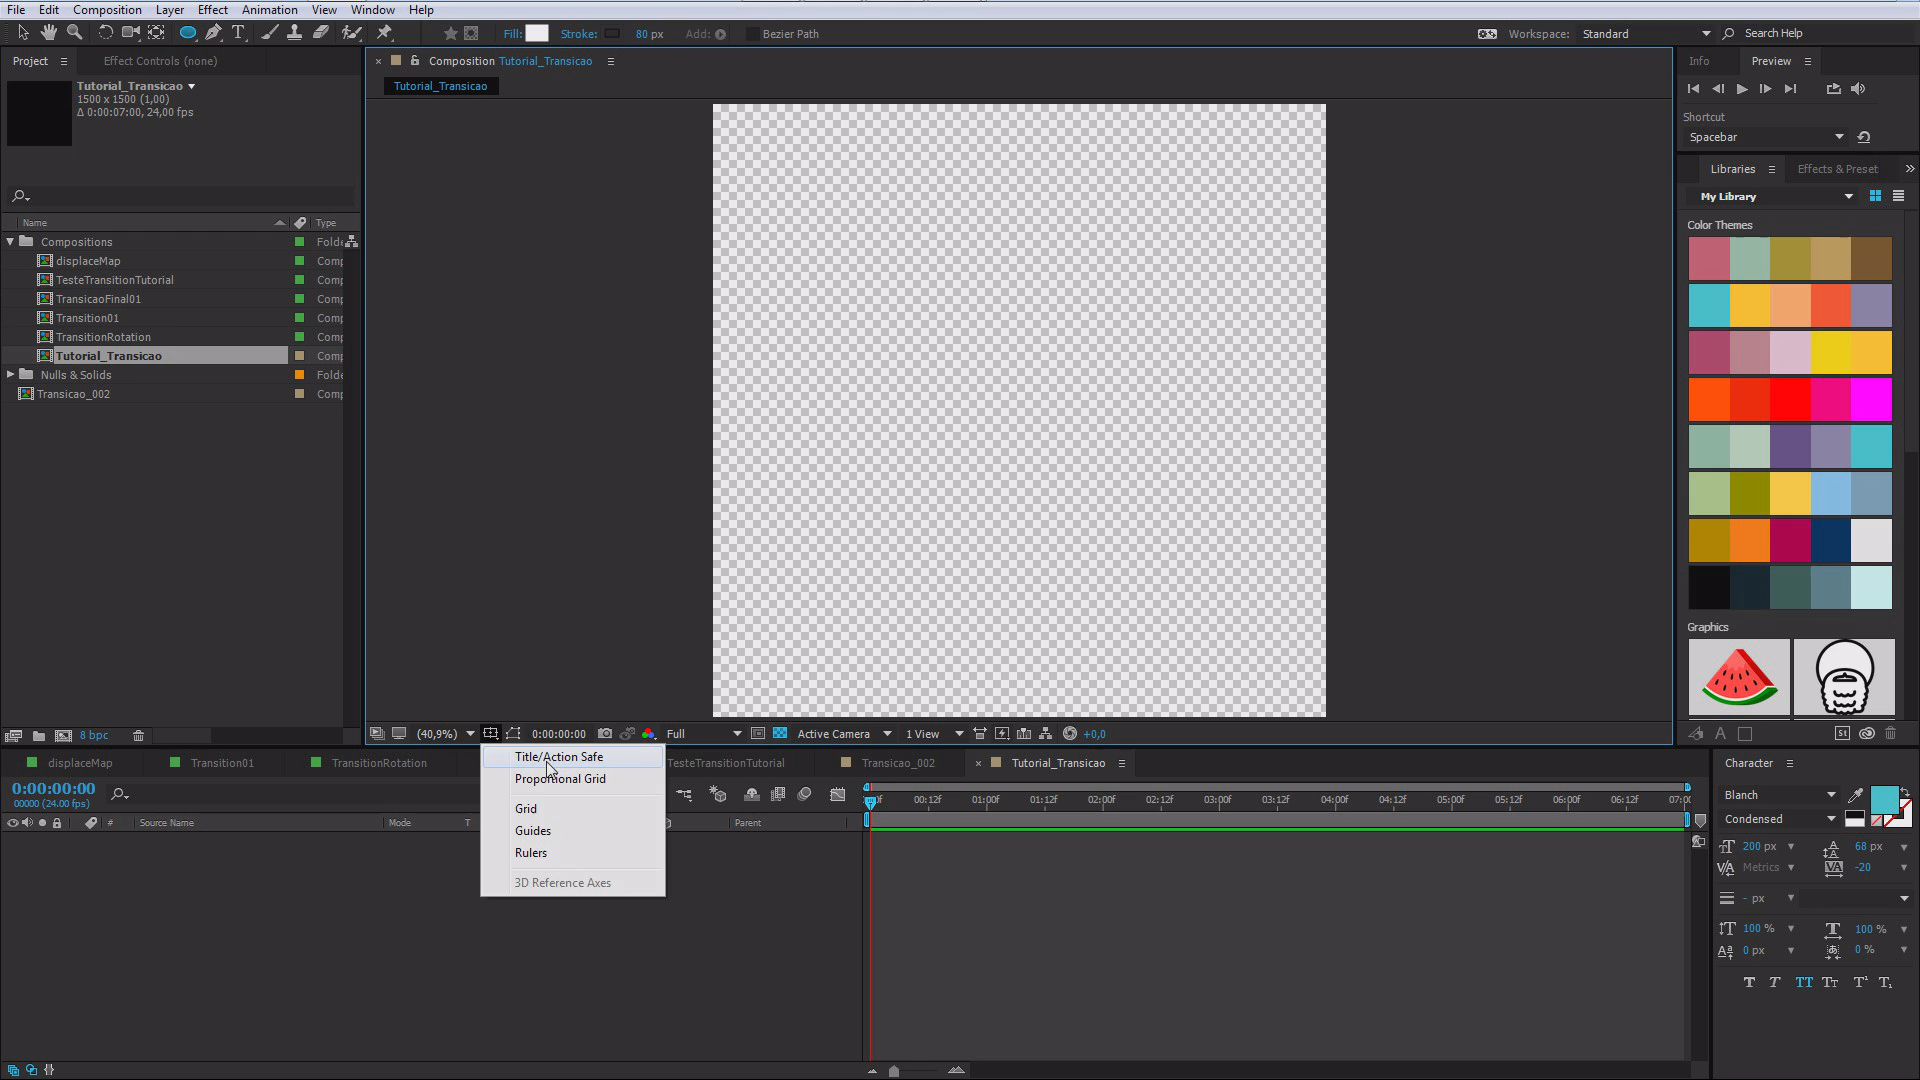 File Edit Composition Layer Effect Animation View Window Help
Fill: Stroke: 80 px Add: Bezier Path Workspace: Standard Search Help
Project Effect Controls (none)
Tutorial_Transicao
1500 x 1500 (1,00)
Δ 0:00:07:00, 24,00 fps
Name Type
Compositions Folde
displaceMap Comp
TesteTransitionTutorial Comp
TransicaoFinal01 Comp
Transition01 Comp
TransitionRotation Comp
Tutorial_Transicao Comp
Nulls & Solids Folde
Transicao_002 Comp
8 bpc
Composition Tutorial_Transicao
Tutorial_Transicao
(40,9%) 0:00:00:00 Full Active Camera 1 View +0,0
Info Preview
Shortcut
Spacebar
Libraries Effects & Preset
My Library
Color Themes
Graphics
displaceMap Transition01 TransitionRotation TesteTransitionTutorial Transicao_002 Tutorial_Transicao
0:00:00:00
00000 (24.00 fps)
# Source Name Mode T Parent
00:12f 01:00f 01:12f 02:00f 02:12f 03:00f 03:12f 04:00f 04:12f 05:00f 05:12f 06:00f 06:12f 07:00
Title/Action Safe
Proportional Grid
Grid
Guides
Rulers
3D Reference Axes
Character
Blanch
Condensed
200 px 68 px
Metrics -20
- px
100 % 100 %
0 px 0 %